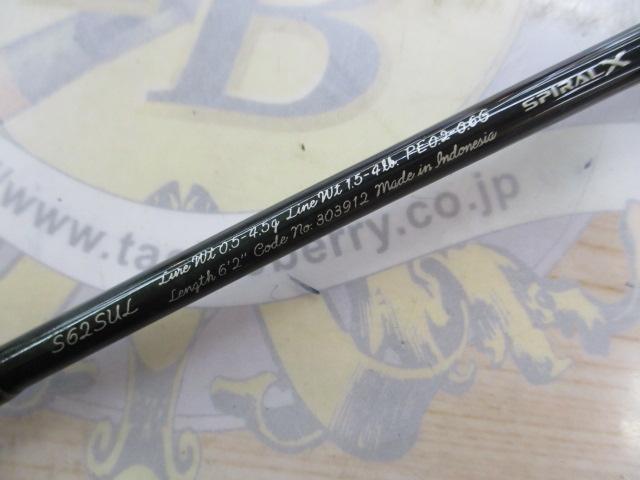 B
SPIRALX
S62SUL
Lure Wt 0.5-4.5g Line Wt 1.5-4lb. PE0.2-0.6G
Length 6'2" Code No. 303912 Made in Indonesia
www.ta berry.co.jp